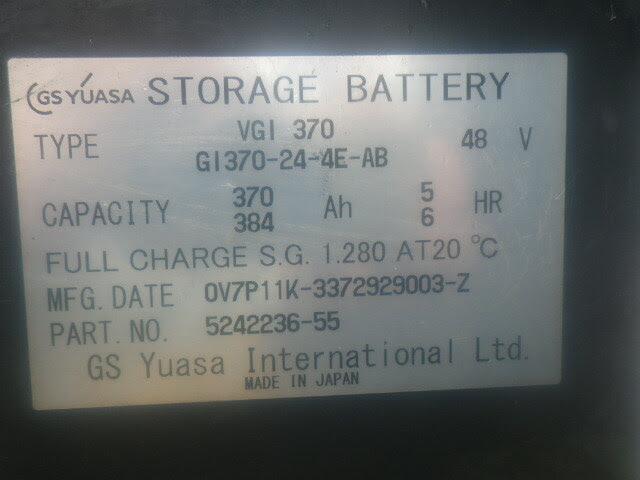 GS YUASA STORAGE BATTERY
TYPE VGI 370 48 V
GI370-24-4E-AB
CAPACITY 370 Ah 5 HR
384 6
FULL CHARGE S.G. 1.280 AT20 ℃
MFG. DATE 0V7P11K-3372929003-Z
PART. NO. 5242236-55
GS Yuasa International Ltd.
MADE IN JAPAN